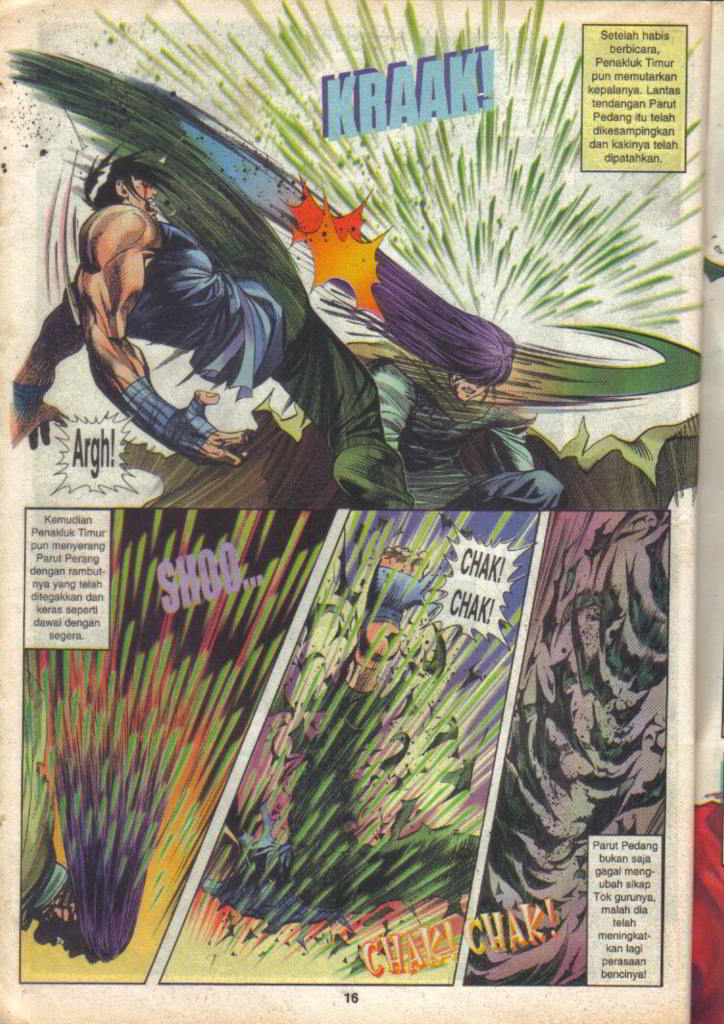 Setelah habis
berbicara,
Penakluk Timur
pun memutarkan
kepalanya. Lantas
tendangan Parut
Pedang itu telah
dikesampingkan
dan kakinya telah
dipatahkan.
KRAAK!
Argh!
Kemudian
Penakluk Timur
pun menyerang
Parut Perang
dengan rambut-
nya yang telah
ditegakkan dan
keras seperti
dawai dengan
segera.
SHOO...
CHAK!
CHAK!
CHAK! CHAK!
Parut Pedang
bukan saja
gagal meng-
ubah sikap
Tok gurunya,
malah dia
telah
meningkat-
kan lagi
perasaan
bencinya!
16